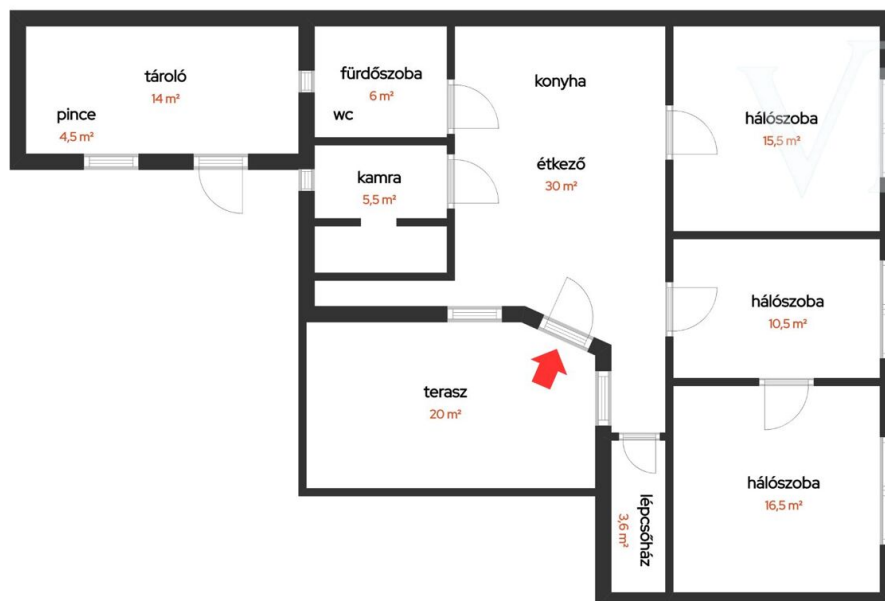 tároló
14 m²
pince
4,5 m²
fürdőszoba
6 m²
wc
kamra
5,5 m²
konyha
étkező
30 m²
hálószoba
15,5 m²
hálószoba
10,5 m²
terasz
20 m²
hálószoba
16,5 m²
lépcsőház
3,6 m²